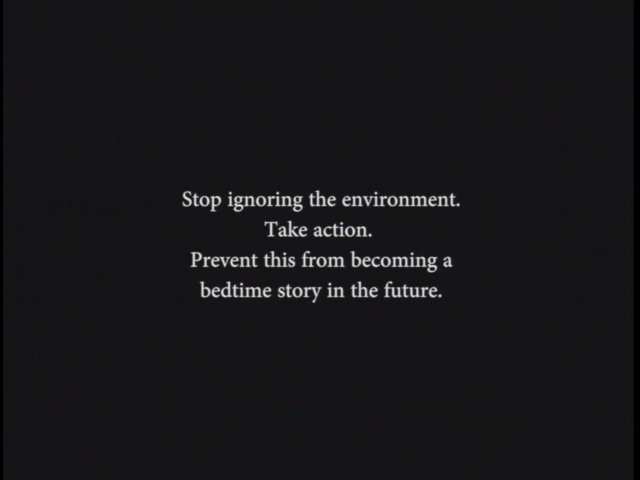 Stop ignoring the environment.
Take action.
Prevent this from becoming a
bedtime story in the future.